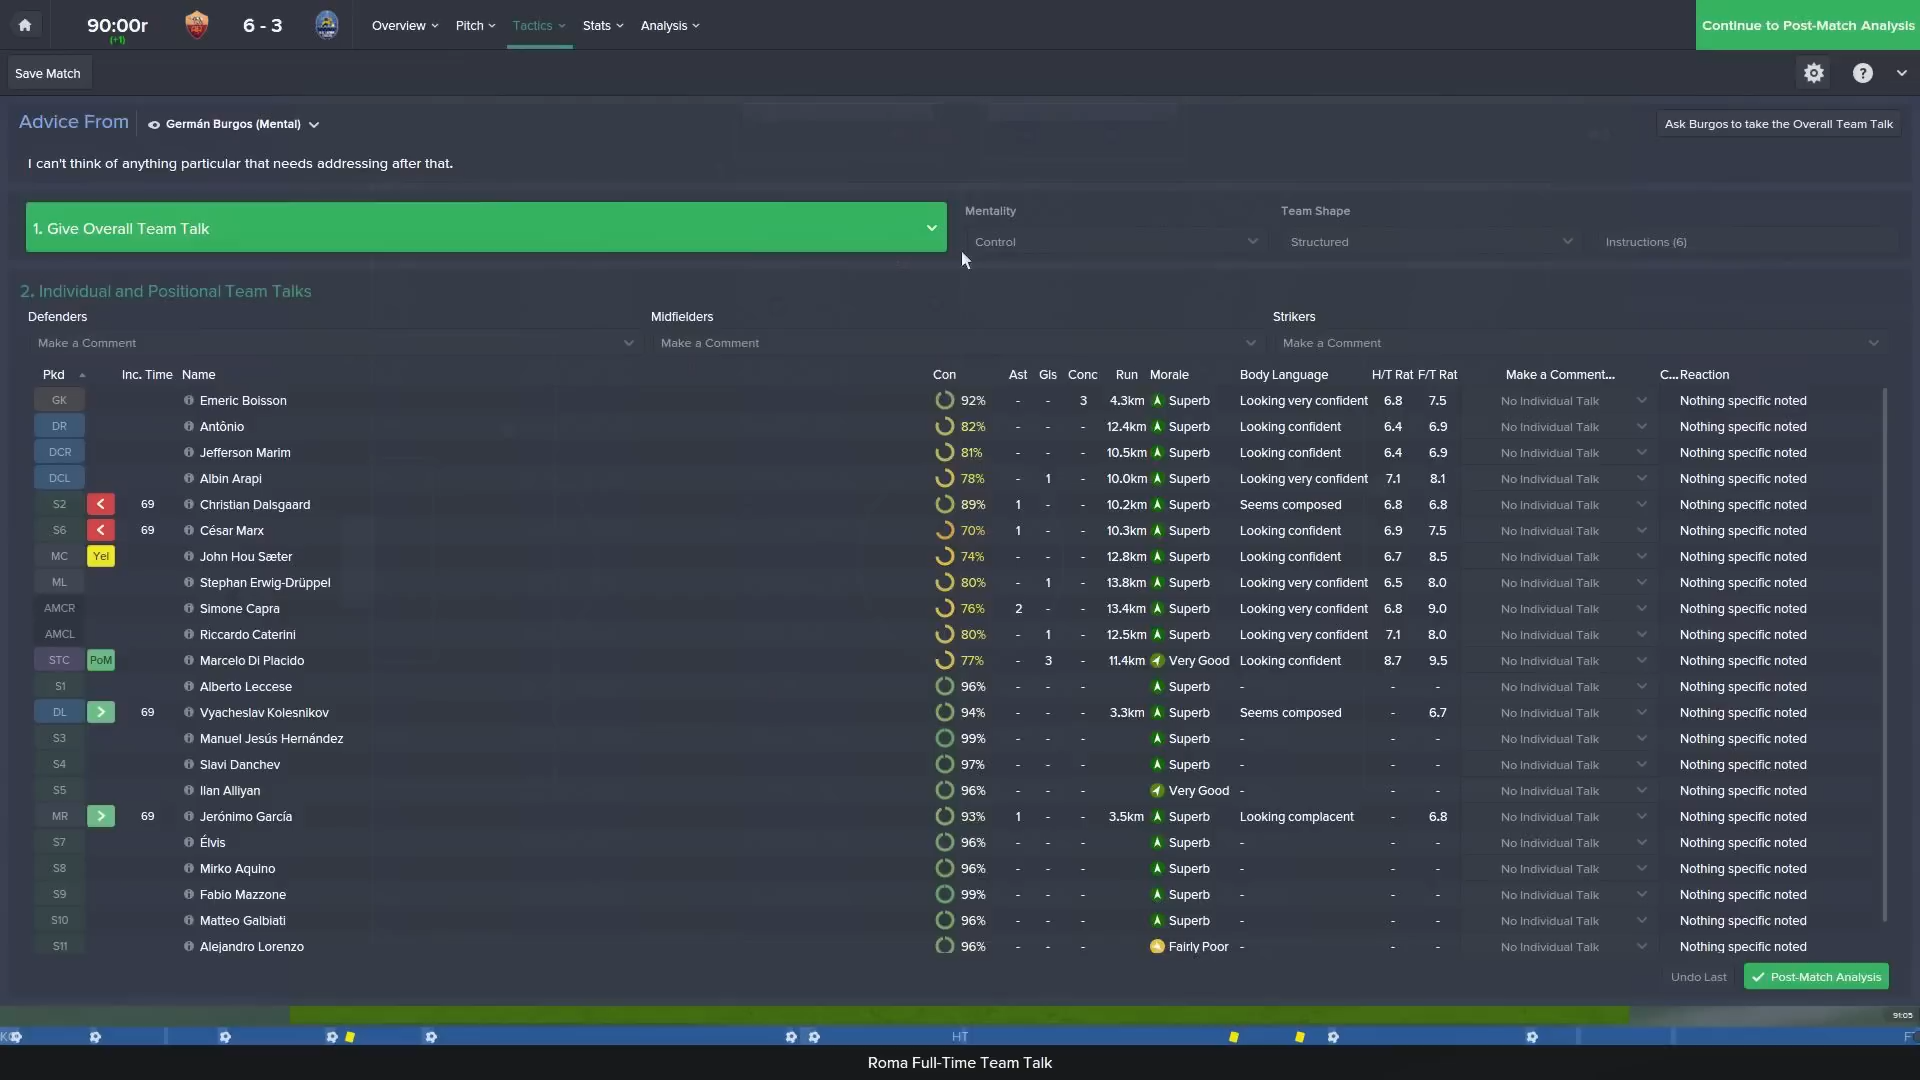 90:00r
(+1)
6 - 3
Overview Pitch Tactics Stats Analysis
Continue to Post-Match Analysis
Save Match
Advice From Germán Burgos (Mental)
Ask Burgos to take the Overall Team Talk
I can't think of anything particular that needs addressing after that.
1. Give Overall Team Talk
Mentality Team Shape
Control Structured Instructions (6)
2. Individual and Positional Team Talks
Defenders Midfielders Strikers
Make a Comment Make a Comment Make a Comment
Pkd Inc. Time Name Con Ast Gls Conc Run Morale Body Language H/T Rat F/T Rat Make a Comment... C... Reaction
GK Emeric Boisson 92% - - 3 4.3km Superb Looking very confident 6.8 7.5 No Individual Talk Nothing specific noted
DR Antônio 82% - - - 12.4km Superb Looking confident 6.4 6.9 No Individual Talk Nothing specific noted
DCR Jefferson Marim 81% - - - 10.5km Superb Looking confident 6.4 6.9 No Individual Talk Nothing specific noted
DCL Albin Arapi 78% - 1 - 10.0km Superb Looking very confident 7.1 8.1 No Individual Talk Nothing specific noted
S2 < 69 Christian Dalsgaard 89% 1 - - 10.2km Superb Seems composed 6.8 6.8 No Individual Talk Nothing specific noted
S6 < 69 César Marx 70% 1 - - 10.3km Superb Looking confident 6.9 7.5 No Individual Talk Nothing specific noted
MC Yel John Hou Sæter 74% - - - 12.8km Superb Looking confident 6.7 8.5 No Individual Talk Nothing specific noted
ML Stephan Erwig-Drüppel 80% - 1 - 13.8km Superb Looking very confident 6.5 8.0 No Individual Talk Nothing specific noted
AMCR Simone Capra 76% 2 - - 13.4km Superb Looking very confident 6.8 9.0 No Individual Talk Nothing specific noted
AMCL Riccardo Caterini 80% - 1 - 12.5km Superb Looking very confident 7.1 8.0 No Individual Talk Nothing specific noted
STC PoM Marcelo Di Placido 77% - 3 - 11.4km Very Good Looking confident 8.7 9.5 No Individual Talk Nothing specific noted
S1 Alberto Leccese 96% - - - Superb - - - No Individual Talk Nothing specific noted
DL > 69 Vyacheslav Kolesnikov 94% - - - 3.3km Superb Seems composed - 6.7 No Individual Talk Nothing specific noted
S3 Manuel Jesús Hernández 99% - - - Superb - - - No Individual Talk Nothing specific noted
S4 Slavi Danchev 97% - - - Superb - - - No Individual Talk Nothing specific noted
S5 Ilan Alliyan 96% - - - Very Good - - - No Individual Talk Nothing specific noted
MR > 69 Jerónimo García 93% 1 - - 3.5km Superb Looking complacent - 6.8 No Individual Talk Nothing specific noted
S7 Élvis 96% - - - Superb - - - No Individual Talk Nothing specific noted
S8 Mirko Aquino 96% - - - Superb - - - No Individual Talk Nothing specific noted
S9 Fabio Mazzone 99% - - - Superb - - - No Individual Talk Nothing specific noted
S10 Matteo Galbiati 96% - - - Superb - - - No Individual Talk Nothing specific noted
S11 Alejandro Lorenzo 96% - - - Fairly Poor - - - No Individual Talk Nothing specific noted
Undo Last Post-Match Analysis
91:05
HT
Roma Full-Time Team Talk